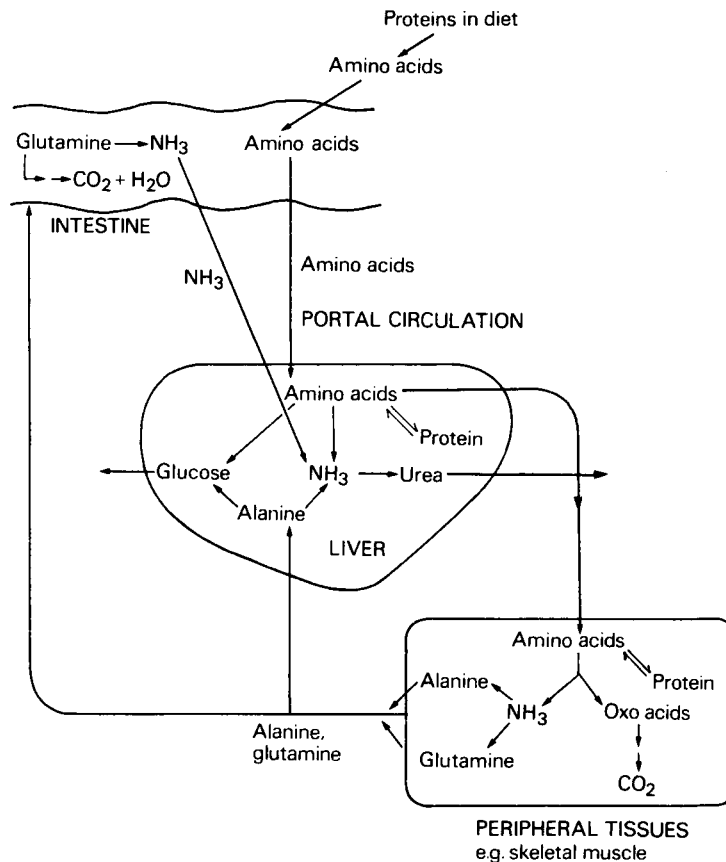 Proteins in diet
Amino acids
Glutamine NH₃ Amino acids
CO₂ + H₂O
INTESTINE
Amino acids
NH₃
PORTAL CIRCULATION
Amino acids
Protein
Glucose NH₃ Urea
Alanine
LIVER
Amino acids
Alanine Protein
NH₃ Oxo acids
Alanine,
glutamine
Glutamine
CO₂
PERIPHERAL TISSUES
e.g. skeletal muscle